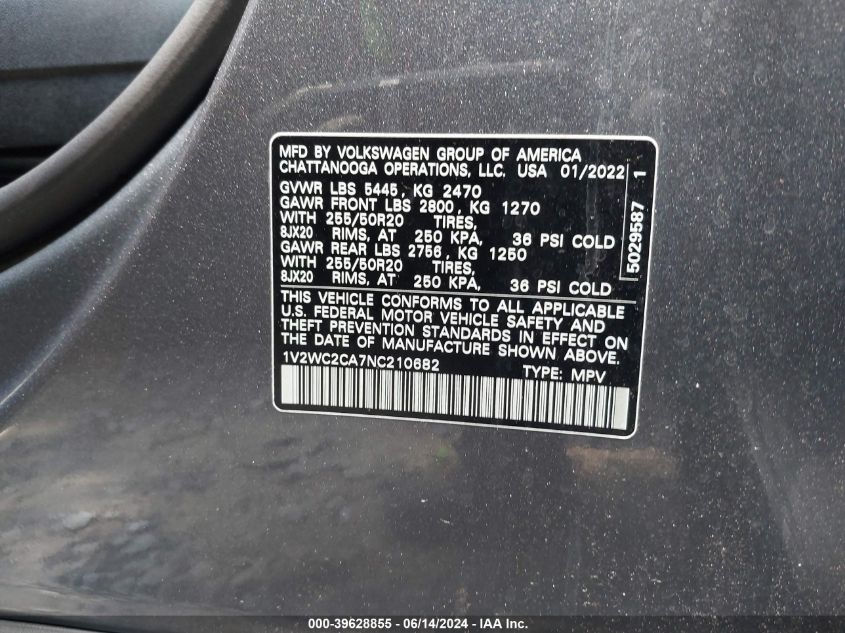 MFD BY VOLKSWAGEN GROUP OF AMERICA
CHATTANOOGA OPERATIONS, LLC. USA 01/2022
GVWR LBS 5445, KG 2470
GAWR FRONT LBS 2800, KG 1270
WITH 255/50R20 TIRES,
8JX20 RIMS, AT 250 KPA, 36 PSI COLD
GAWR REAR LBS 2756, KG 1250
WITH 255/50R20 TIRES,
8JX20 RIMS, AT 250 KPA, 36 PSI COLD
5029587 1
THIS VEHICLE CONFORMS TO ALL APPLICABLE
U.S. FEDERAL MOTOR VEHICLE SAFETY AND
THEFT PREVENTION STANDARDS IN EFFECT ON
THE DATE OF MANUFACTURE SHOWN ABOVE.
1V2WC2CA7NC210682 TYPE: MPV
000-39628855 - 06/14/2024 - IAAI Inc.